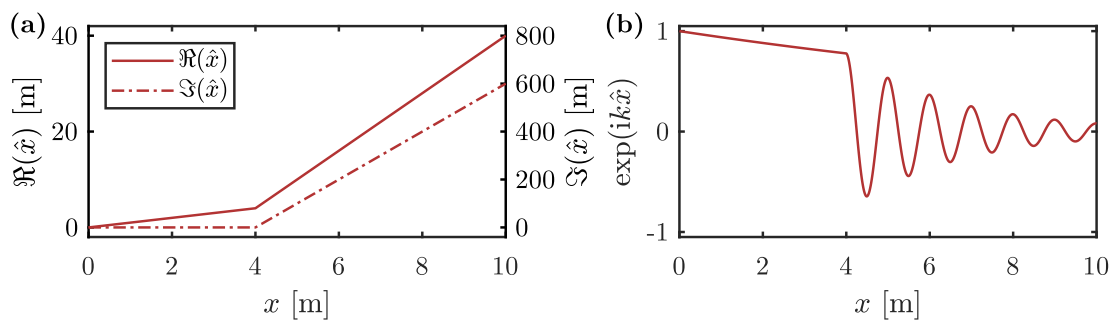 (a)
40
20
0
ℜ(x̂) [m]
ℜ(x̂)
ℑ(x̂)
800
600
400
200
0
ℑ(x̂) [m]
0 2 4 6 8 10
x [m]
(b)
1
0
-1
exp(ikx̂)
0 2 4 6 8 10
x [m]